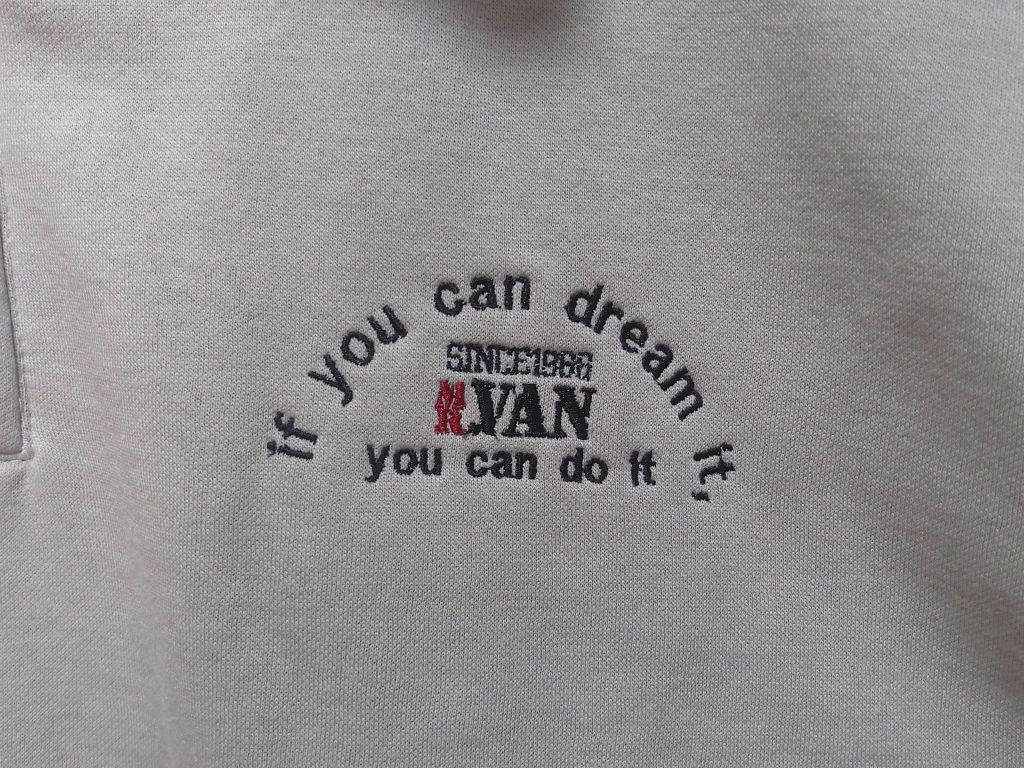 if you can dream it,
SINCE1966
N.VAN
you can do it